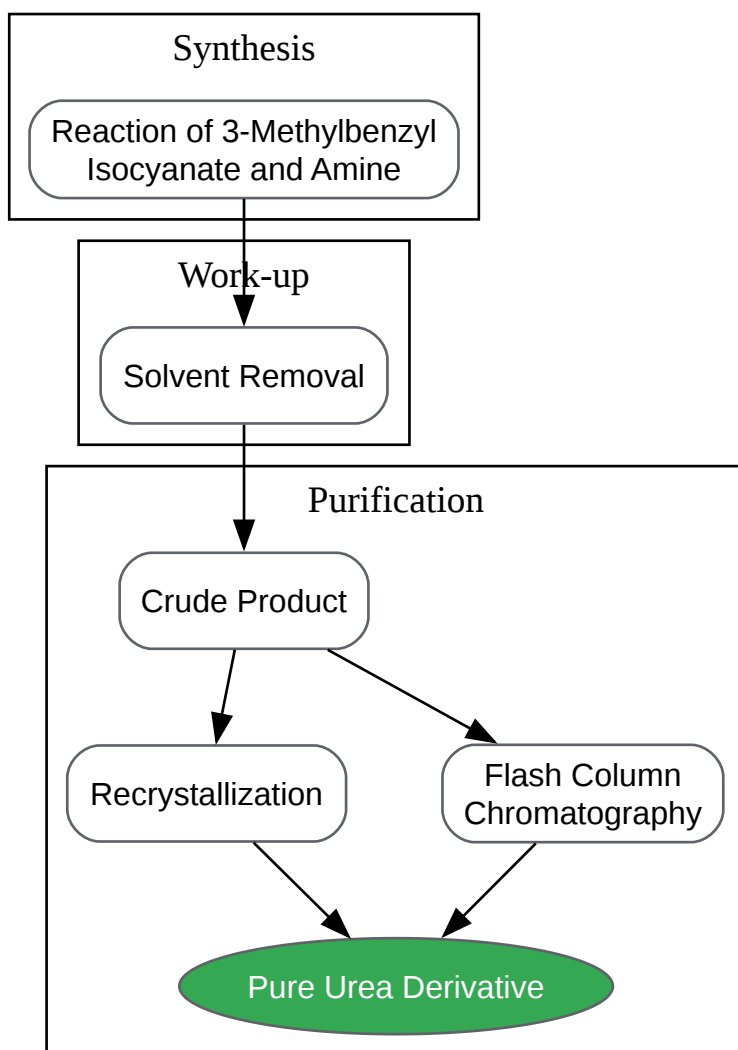 Synthesis
Reaction of 3-Methylbenzyl
Isocyanate and Amine
Work-up
Solvent Removal
Purification
Crude Product
Recrystallization
Flash Column
Chromatography
Pure Urea Derivative